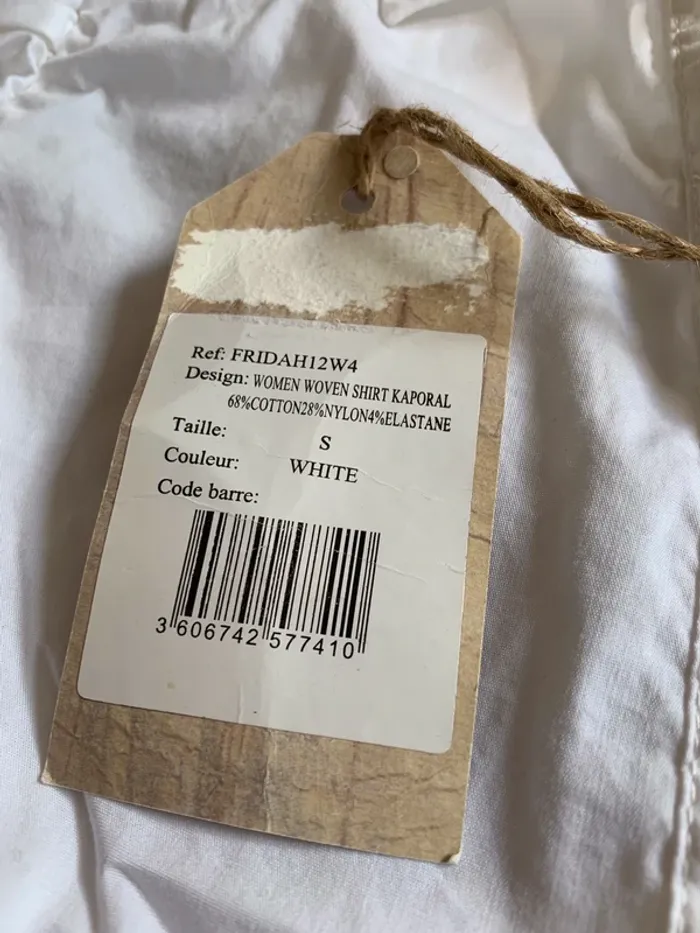 Ref: FRIDAH12W4
Design: WOMEN WOVEN SHIRT KAPORAL
68%COTTON28%NYLON4%ELASTANE
Taille: S
Couleur: WHITE
Code barre:
3 606742 577410